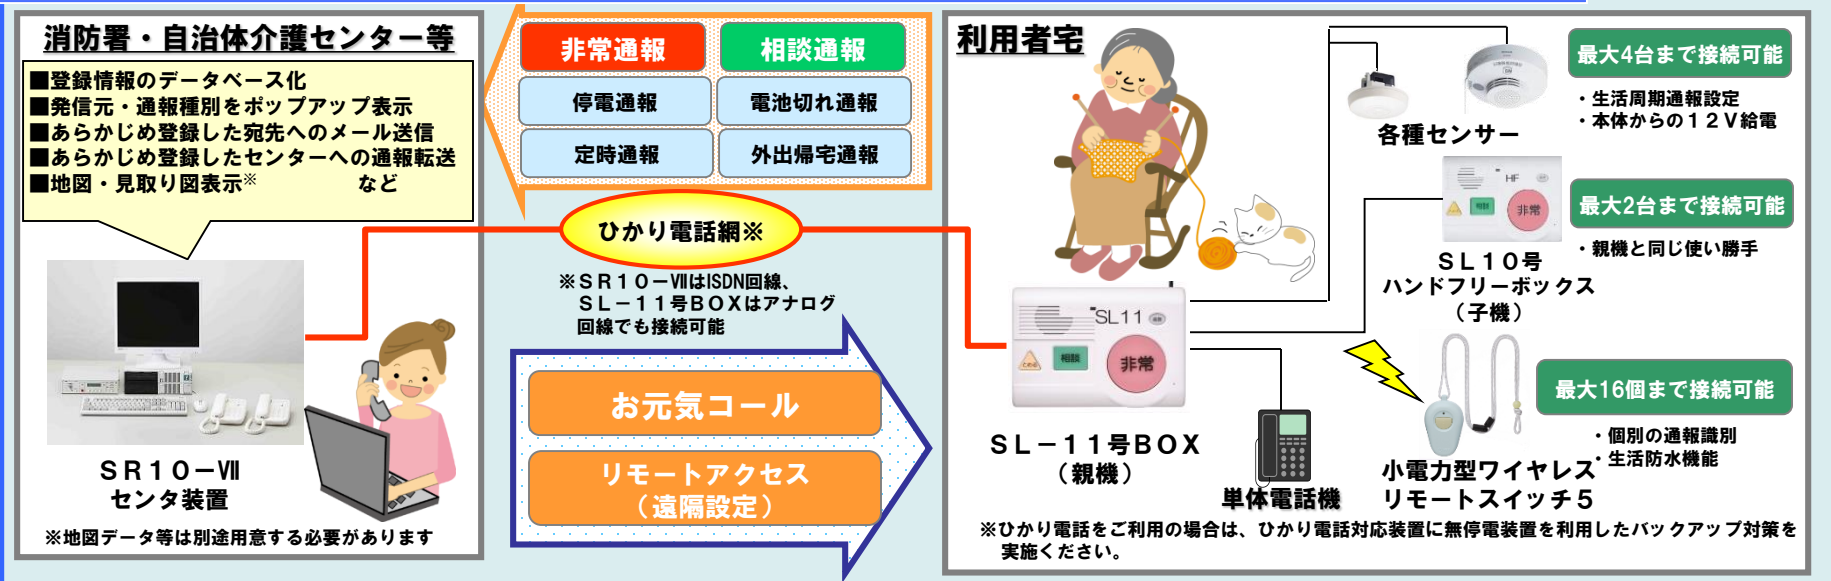 消防署・自治体介護センター等
■登録情報のデータベース化
■発信元・通報種別をポップアップ表示
■あらかじめ登録した宛先へのメール送信
■あらかじめ登録したセンターへの通報転送
■地図・見取り図表示※ など
ＳＲ１０－Ⅶ
センタ装置
※地図データ等は別途用意する必要があります
非常通報
相談通報
停電通報
電池切れ通報
定時通報
外出帰宅通報
ひかり電話網※
※ＳＲ１０－ⅦはISDN回線、
ＳＬ－１１号ＢＯＸはアナログ
回線でも接続可能
お元気コール
リモートアクセス
（遠隔設定）
利用者宅
各種センサー
最大4台まで接続可能
・生活周期通報設定
・本体からの１２Ｖ給電
HF
相談
非常
ＳＬ１０号
ハンドフリーボックス
（子機）
最大2台まで接続可能
・親機と同じ使い勝手
SL11
相談
非常
ＳＬ－１１号ＢＯＸ
（親機）
単体電話機
最大16個まで接続可能
・個別の通報識別
・生活防水機能
小電力型ワイヤレス
リモートスイッチ５
※ひかり電話をご利用の場合は、ひかり電話対応装置に無停電装置を利用したバックアップ対策を
実施ください。